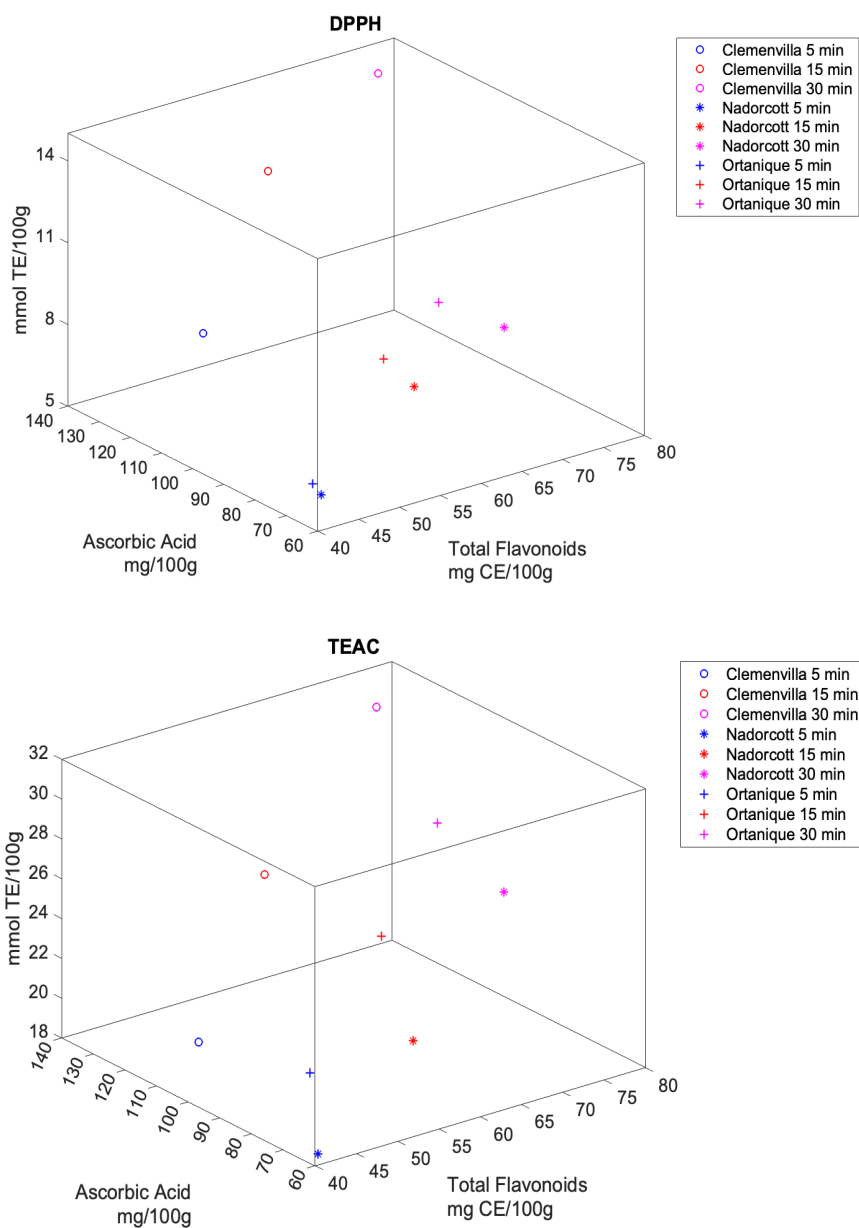 DPPH
Clemenvilla 5 min
Clemenvilla 15 min
Clemenvilla 30 min
Nadorcott 5 min
Nadorcott 15 min
Nadorcott 30 min
Ortanique 5 min
Ortanique 15 min
Ortanique 30 min
mmol TE/100g
14
11
8
5
140
130
120
110
100
90
80
70
60
40
45
50
55
60
65
70
75
80
Ascorbic Acid
mg/100g
Total Flavonoids
mg CE/100g
TEAC
Clemenvilla 5 min
Clemenvilla 15 min
Clemenvilla 30 min
Nadorcott 5 min
Nadorcott 15 min
Nadorcott 30 min
Ortanique 5 min
Ortanique 15 min
Ortanique 30 min
mmol TE/100g
32
30
28
26
24
22
20
18
140
130
120
110
100
90
80
70
60
40
45
50
55
60
65
70
75
80
Ascorbic Acid
mg/100g
Total Flavonoids
mg CE/100g